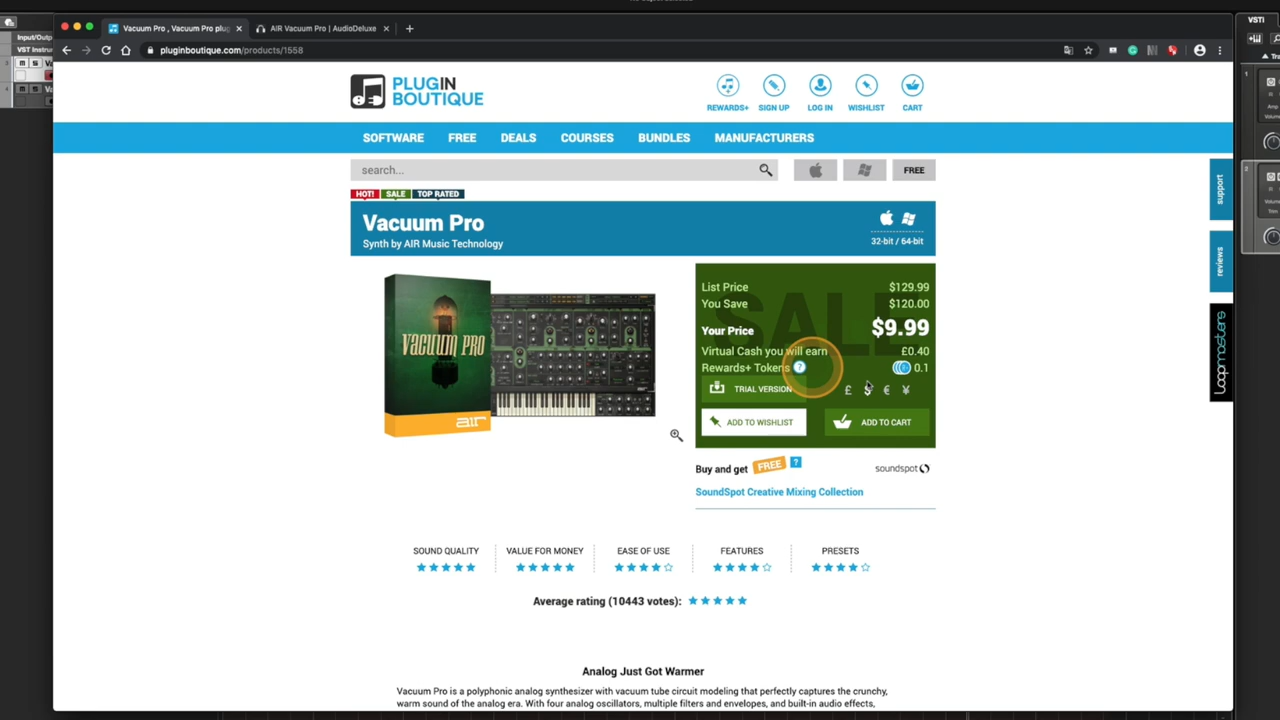 Vacuum Pro , Vacuum Pro plug
AIR Vacuum Pro | AudioDeluxe
pluginboutique.com/products/1558
Input/Outp
VST Instrum
VSTi
PLUGIN
BOUTIQUE
REWARDS+
SIGN UP
LOG IN
WISHLIST
CART
SOFTWARE
FREE
DEALS
COURSES
BUNDLES
MANUFACTURERS
search...
FREE
HOT!
SALE
TOP RATED
Vacuum Pro
Synth by AIR Music Technology
32-bit / 64-bit
VACUUM PRO
air
SALE
List Price
$129.99
You Save
$120.00
Your Price
$9.99
Virtual Cash you will earn
£0.40
Rewards+ Tokens ?
0.1
TRIAL VERSION
£ $ € ¥
ADD TO WISHLIST
ADD TO CART
Buy and get FREE ?
soundspot
SoundSpot Creative Mixing Collection
support
reviews
Loopmasters
SOUND QUALITY
VALUE FOR MONEY
EASE OF USE
FEATURES
PRESETS
Average rating (10443 votes):
Analog Just Got Warmer
Vacuum Pro is a polyphonic analog synthesizer with vacuum tube circuit modeling that perfectly captures the crunchy,
warm sound of the analog era. With four analog oscillators, multiple filters and envelopes, and built-in audio effects,